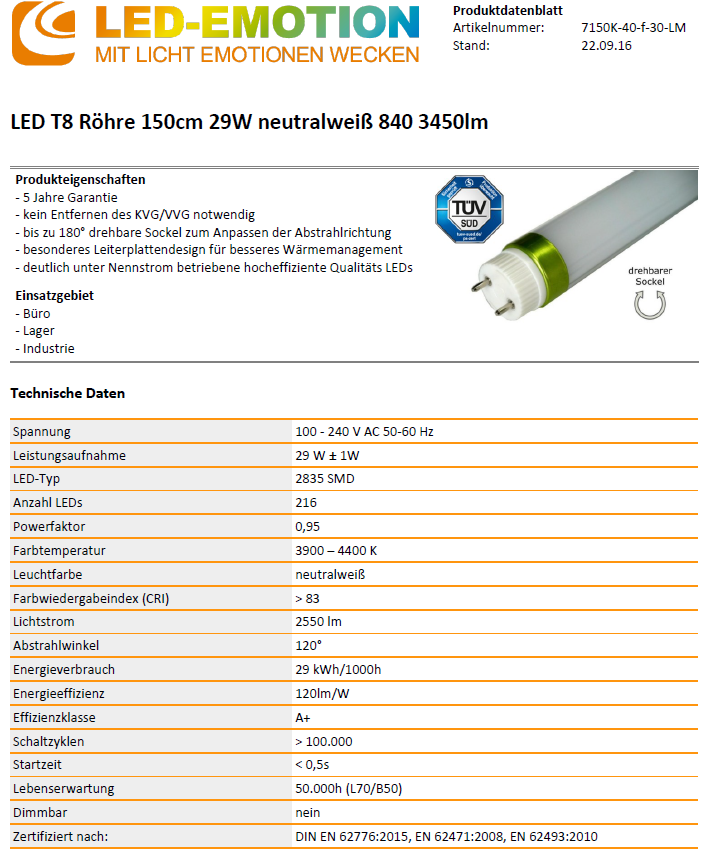 LED-EMOTION
MIT LICHT EMOTIONEN WECKEN
Produktdatenblatt
Artikelnummer: 7150K-40-f-30-LM
Stand: 22.09.16
LED T8 Röhre 150cm 29W neutralweiß 840 3450lm
Produkteigenschaften
- 5 Jahre Garantie
- kein Entfernen des KVG/VVG notwendig
- bis zu 180° drehbare Sockel zum Anpassen der Abstrahlrichtung
- besonderes Leiterplattendesign für besseres Wärmemanagement
- deutlich unter Nennstrom betriebene hocheffiziente Qualitäts LEDs
TÜV
SÜD
drehbarer
Sockel
Einsatzgebiet
- Büro
- Lager
- Industrie
Technische Daten
Spannung 100 - 240 V AC 50-60 Hz
Leistungsaufnahme 29 W ± 1W
LED-Typ 2835 SMD
Anzahl LEDs 216
Powerfaktor 0,95
Farbtemperatur 3900 – 4400 K
Leuchtfarbe neutralweiß
Farbwiedergabeindex (CRI) > 83
Lichtstrom 2550 lm
Abstrahlwinkel 120°
Energieverbrauch 29 kWh/1000h
Energieeffizienz 120lm/W
Effizienzklasse A+
Schaltzyklen > 100.000
Startzeit < 0,5s
Lebenserwartung 50.000h (L70/B50)
Dimmbar nein
Zertifiziert nach: DIN EN 62776:2015, EN 62471:2008, EN 62493:2010